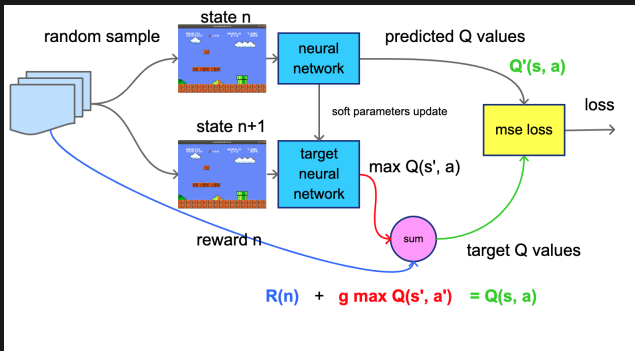 state n
random sample
neural
network
predicted Q values
Q'(s, a)
soft parameters update
mse loss
loss
state n+1
target
neural
network
max Q(s', a)
sum
reward n
target Q values
R(n) + g max Q(s', a') = Q(s, a)